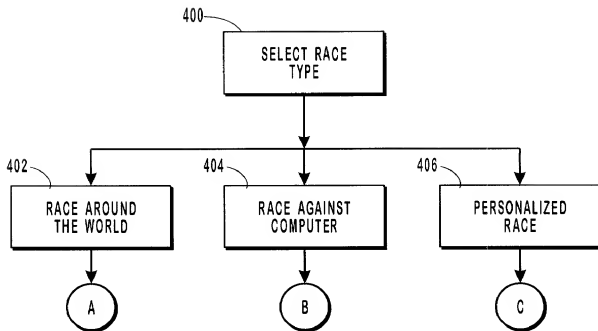 400
SELECT RACE
TYPE
402
RACE AROUND
THE WORLD
404
RACE AGAINST
COMPUTER
406
PERSONALIZED
RACE
A
B
C